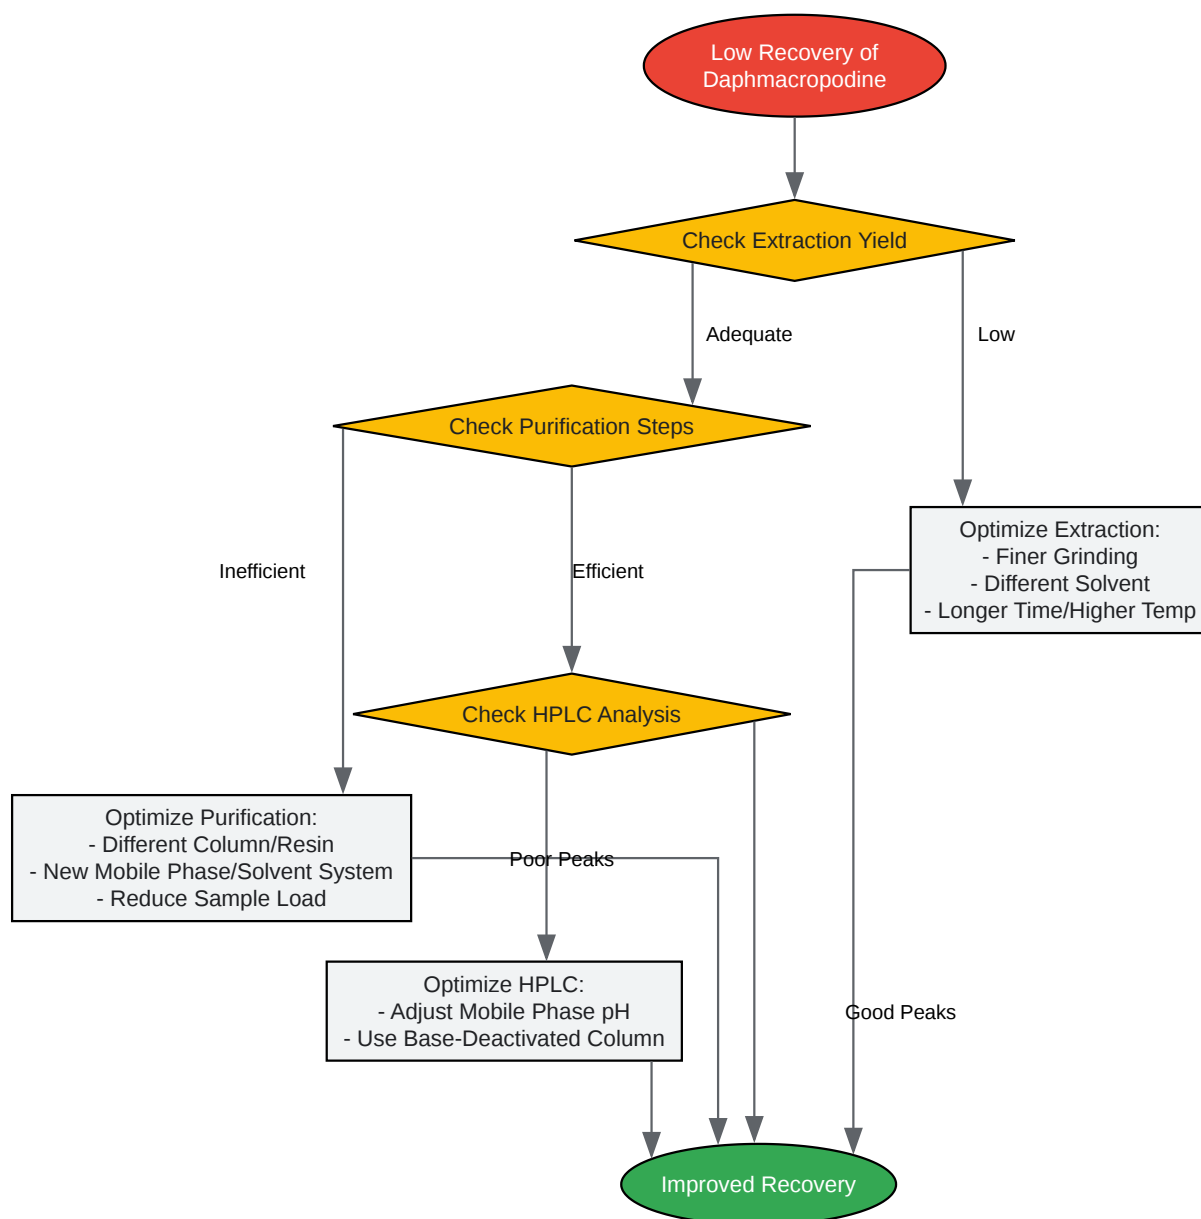 Low Recovery of
Daphmacropodine
Check Extraction Yield
Adequate
Low
Check Purification Steps
Optimize Extraction:
- Finer Grinding
- Different Solvent
- Longer Time/Higher Temp
Inefficient
Efficient
Check HPLC Analysis
Optimize Purification:
- Different Column/Resin
- New Mobile Phase/Solvent System
- Reduce Sample Load
Poor Peaks
Optimize HPLC:
- Adjust Mobile Phase pH
- Use Base-Deactivated Column
Good Peaks
Improved Recovery